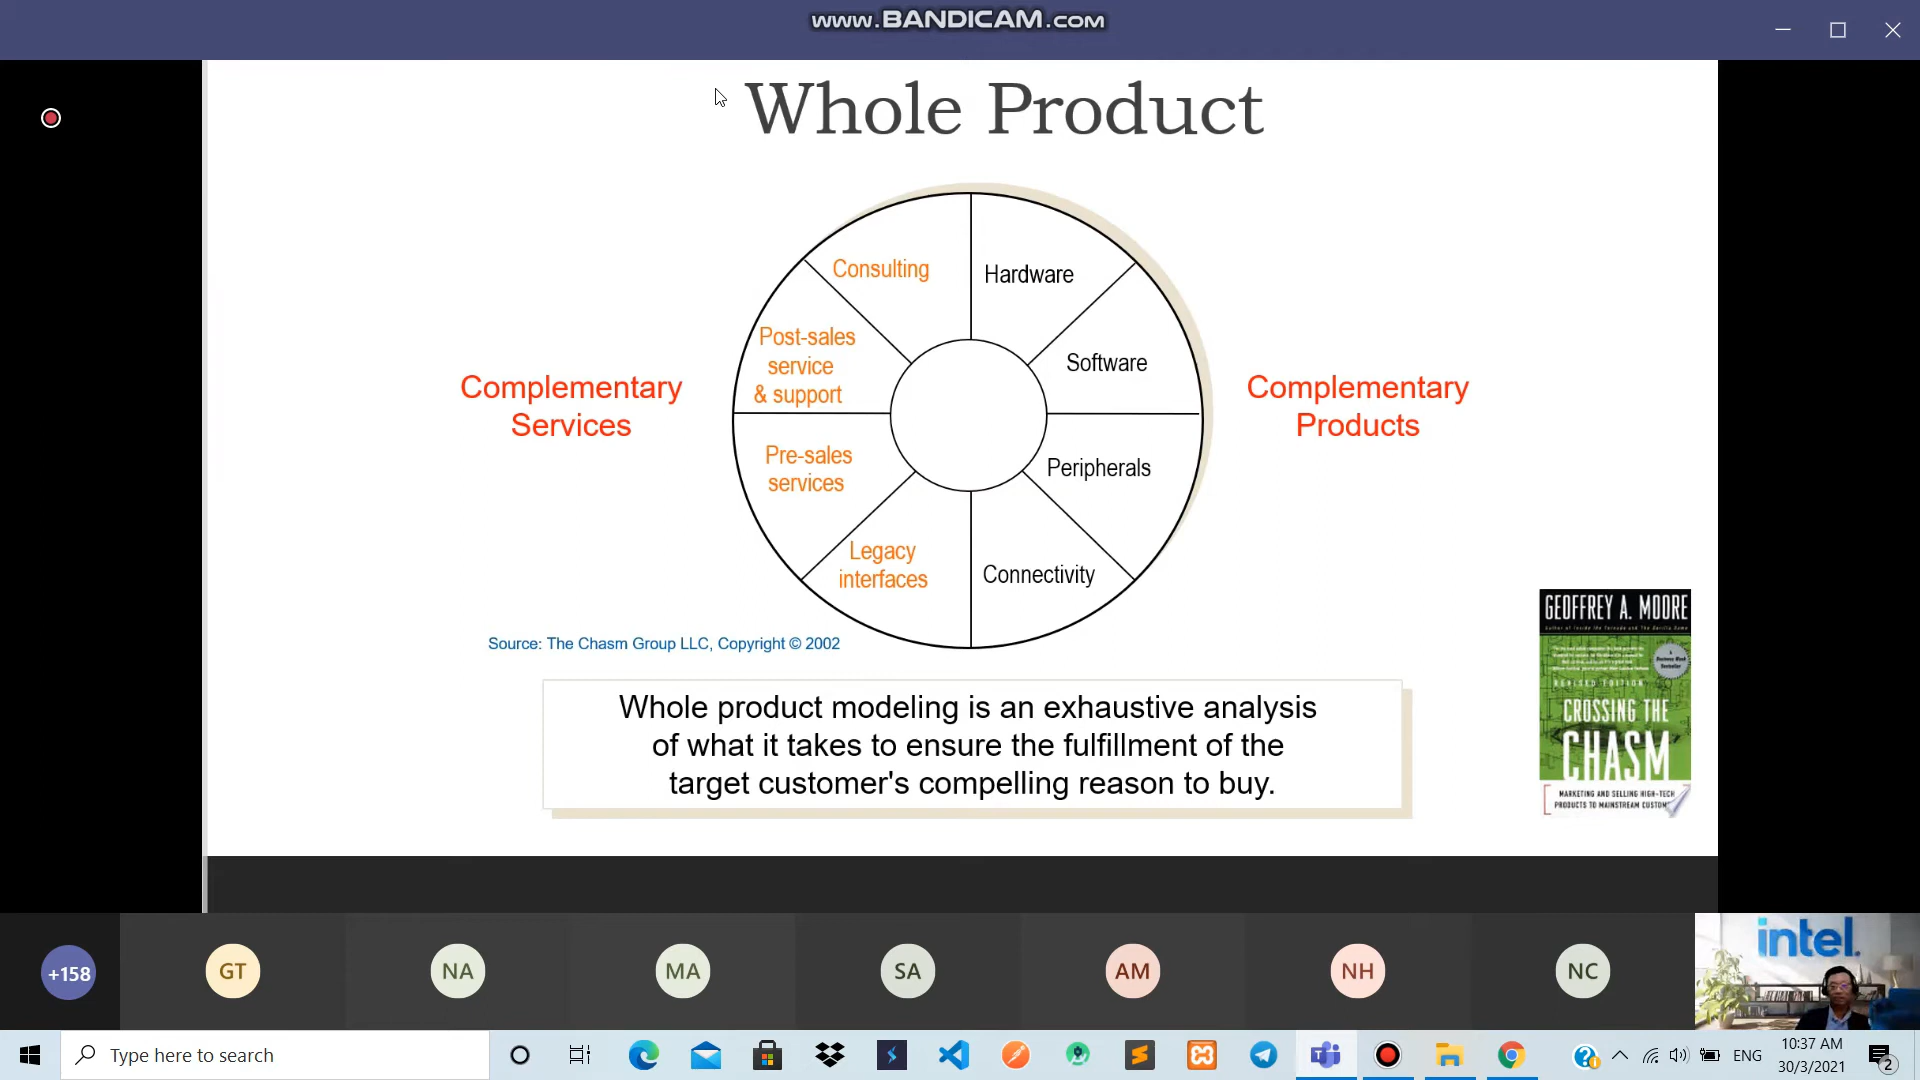 www.BANDICAM.com
Whole Product
Consulting
Hardware
Post-sales
service
& support
Software
Complementary
Services
Complementary
Products
Pre-sales
services
Peripherals
Legacy
interfaces
Connectivity
Source: The Chasm Group LLC, Copyright © 2002
Whole product modeling is an exhaustive analysis
of what it takes to ensure the fulfillment of the
target customer's compelling reason to buy.
GEOFFREY A. MOORE
REVISED EDITION
CROSSING THE
CHASM
MARKETING AND SELLING HIGH-TECH
PRODUCTS TO MAINSTREAM
+158
GT
NA
MA
SA
AM
NH
NC
intel.
Type here to search
ENG
10:37 AM
30/3/2021
2